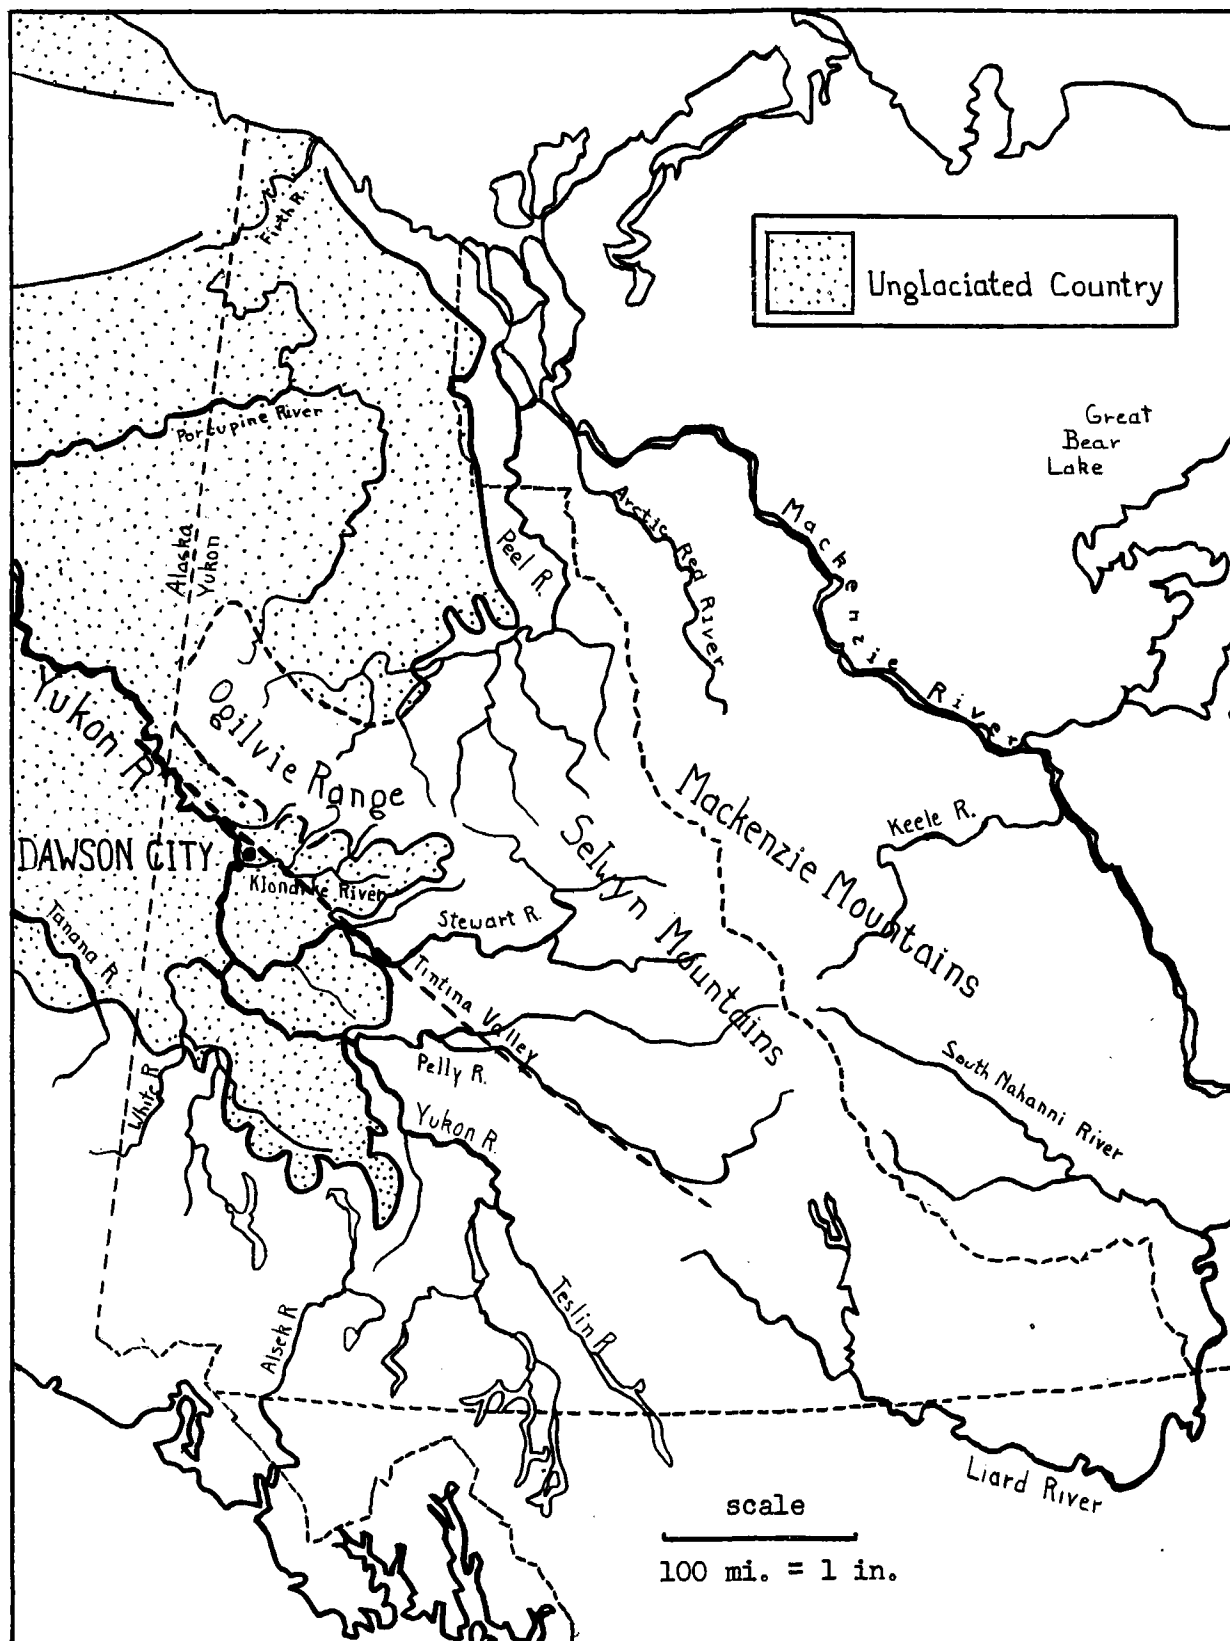 Firth R.
Unglaciated Country
Porcupine River
Great
Bear
Lake
Alaska
Yukon
Peel R.
Arctic Red River
Mackenzie River
Yukon R.
Ogilvie Range
Mackenzie Mountains
Selwyn Mountains
Keele R.
DAWSON CITY
Klondike River
Stewart R.
Tanana R.
Tintina Valley
White R.
Pelly R.
Yukon R.
South Nahanni River
Alsek R
Teslin R.
Liard River
scale
100 mi. = 1 in.